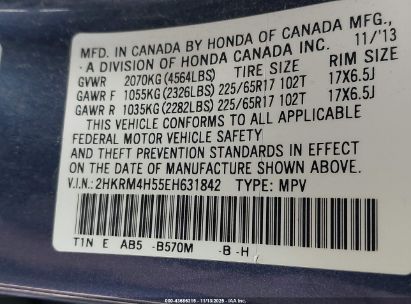 MFD. IN CANADA BY HONDA OF CANADA MFG.,
· A DIVISION OF HONDA CANADA INC. 11/'13
GVWR 2070KG (4564LBS) TIRE SIZE RIM SIZE
GAWR F 1055KG (2326LBS) 225/65R17 102T 17X6.5J
GAWR R 1035KG (2282LBS) 225/65R17 102T 17X6.5J
THIS VEHICLE CONFORMS TO ALL APPLICABLE
FEDERAL MOTOR VEHICLE SAFETY
AND THEFT PREVENTION STANDARDS IN EFFECT
ON THE DATE OF MANUFACTURE SHOWN ABOVE.
V.I.N.: 2HKRM4H55EH631842 TYPE: MPV
T1N E AB5 -B570M -B -H